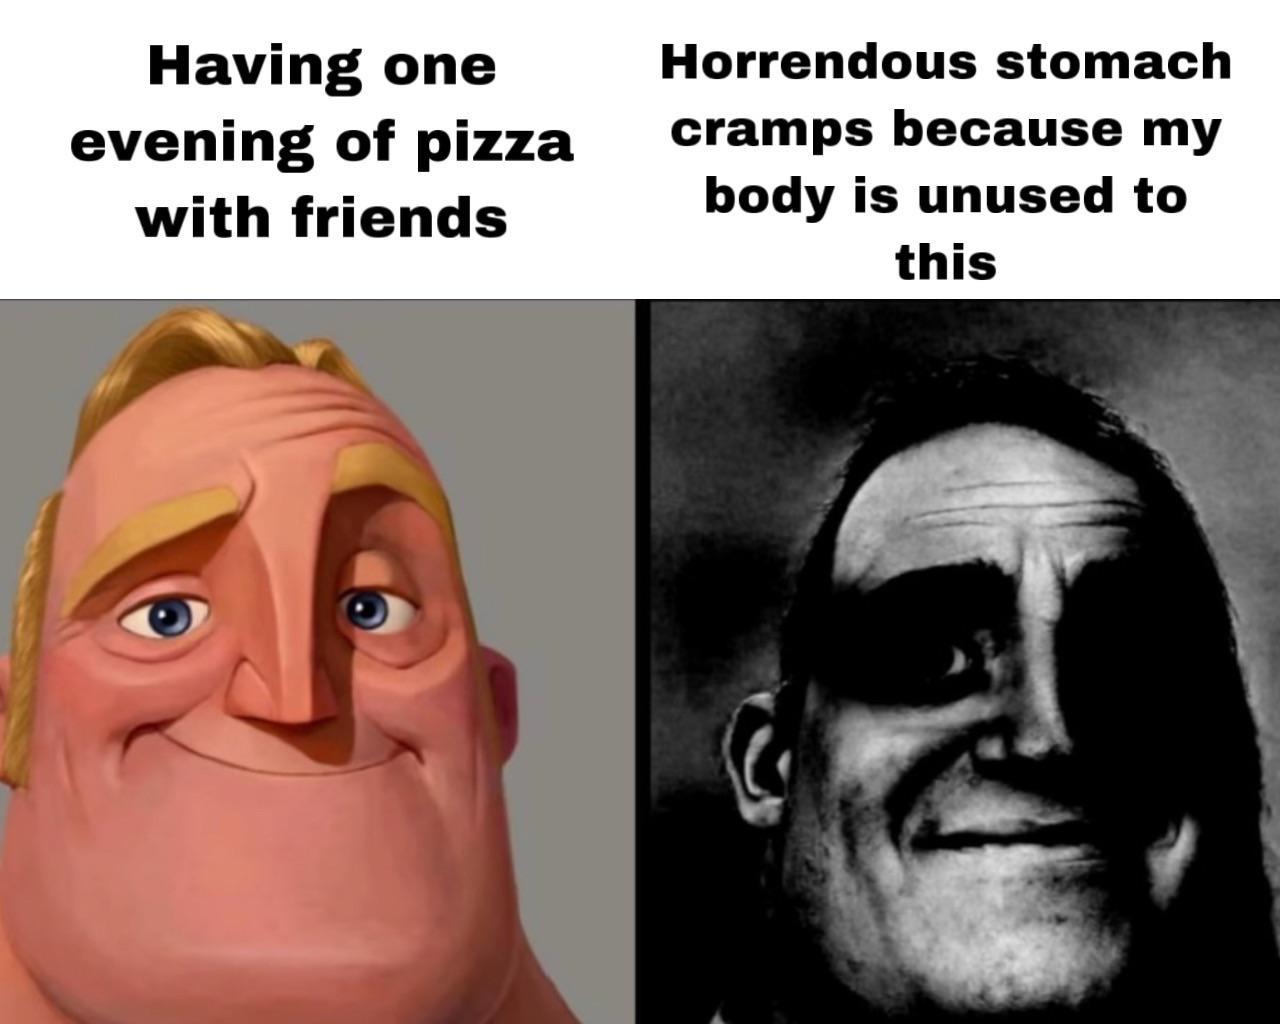 Having one
evening of pizza
with friends
Horrendous stomach
cramps because my
body is unused to
this